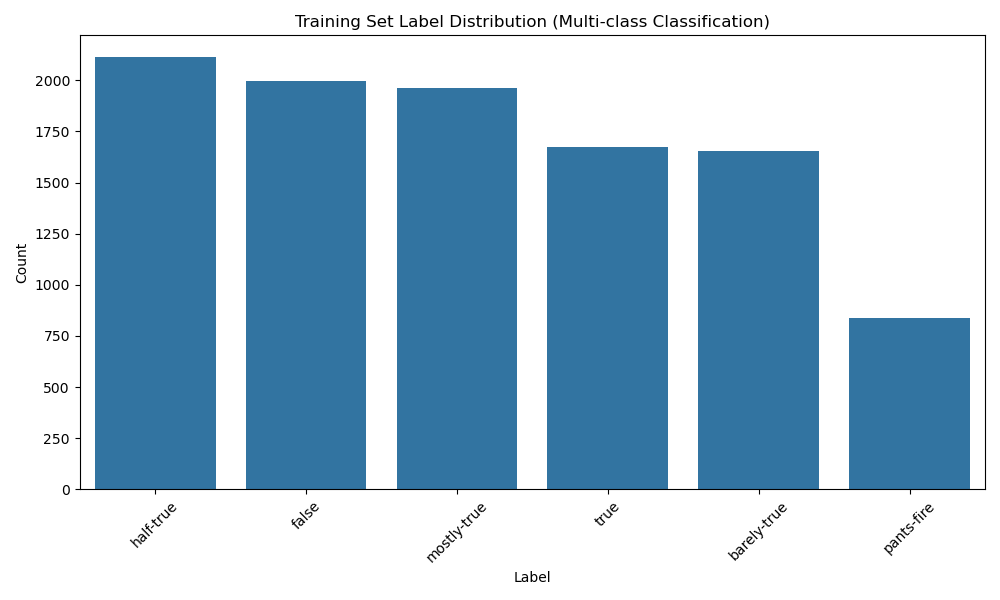 Training Set Label Distribution (Multi-class Classification)
Count
2000
1750
1500
1250
1000
750
500
250
0
half-true
false
mostly-true
true
barely-true
pants-fire
Label